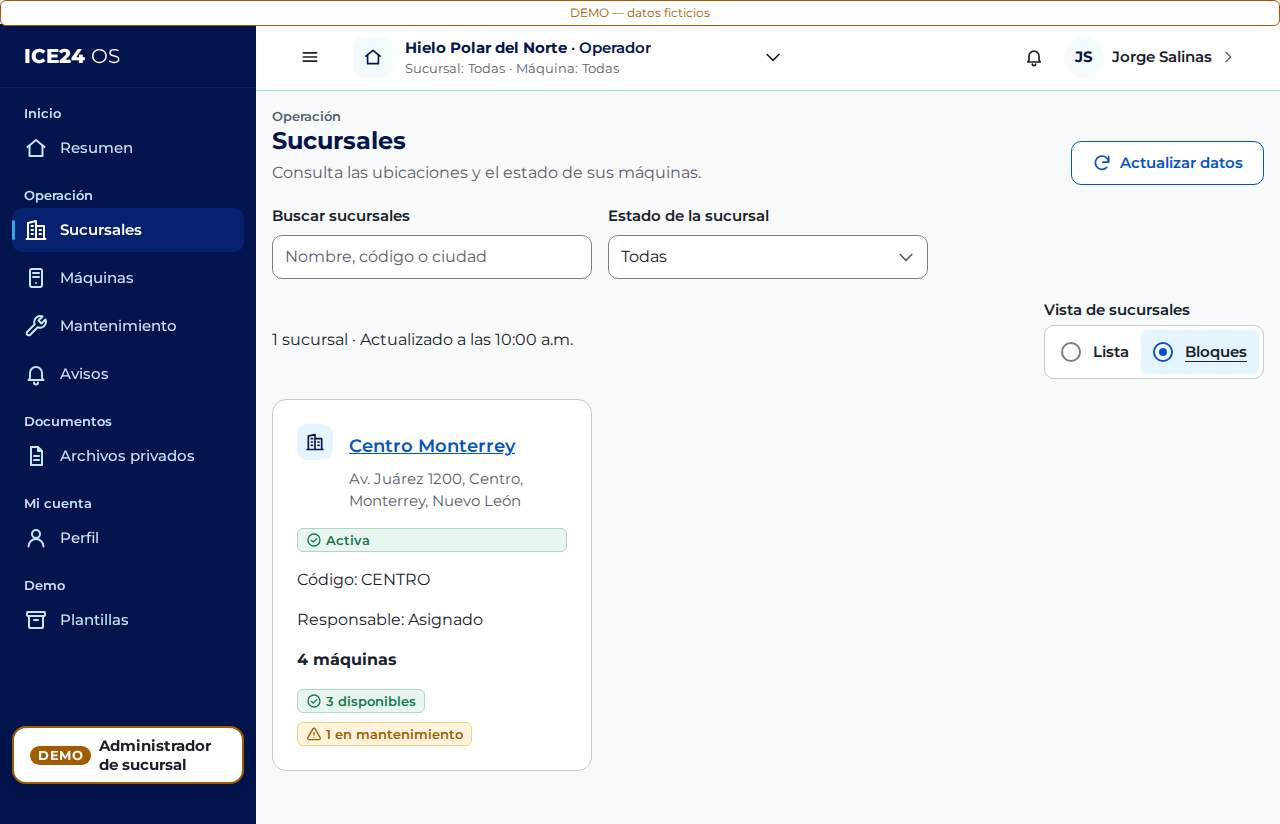 DEMO — datos ficticios
ICE24 OS
Inicio
Resumen
Operación
Sucursales
Máquinas
Mantenimiento
Avisos
Documentos
Archivos privados
Mi cuenta
Perfil
Demo
Plantillas
DEMO
Administrador
de sucursal
Hielo Polar del Norte · Operador
Sucursal: Todas · Máquina: Todas
JS
Jorge Salinas
Operación
Sucursales
Consulta las ubicaciones y el estado de sus máquinas.
Actualizar datos
Buscar sucursales
Nombre, código o ciudad
Estado de la sucursal
Todas
1 sucursal · Actualizado a las 10:00 a.m.
Vista de sucursales
Lista
Bloques
Centro Monterrey
Av. Juárez 1200, Centro,
Monterrey, Nuevo León
Activa
Código: CENTRO
Responsable: Asignado
4 máquinas
3 disponibles
1 en mantenimiento